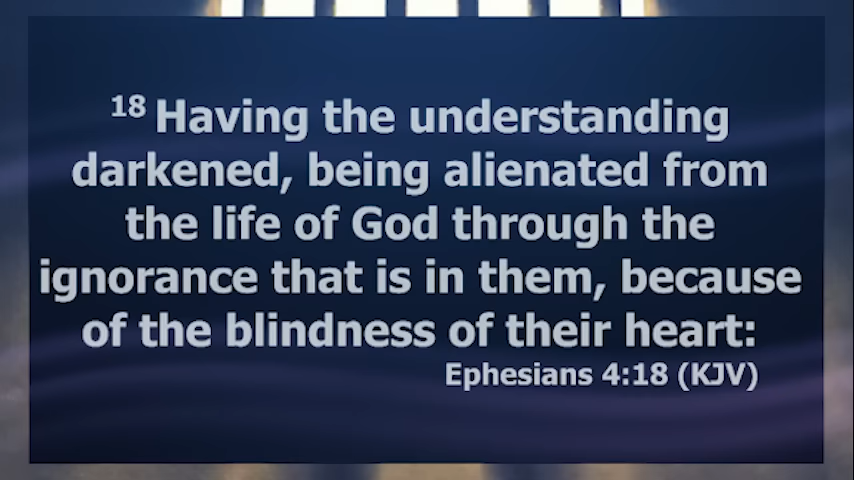 18 Having the understanding
darkened, being alienated from
the life of God through the
ignorance that is in them, because
of the blindness of their heart:
Ephesians 4:18 (KJV)